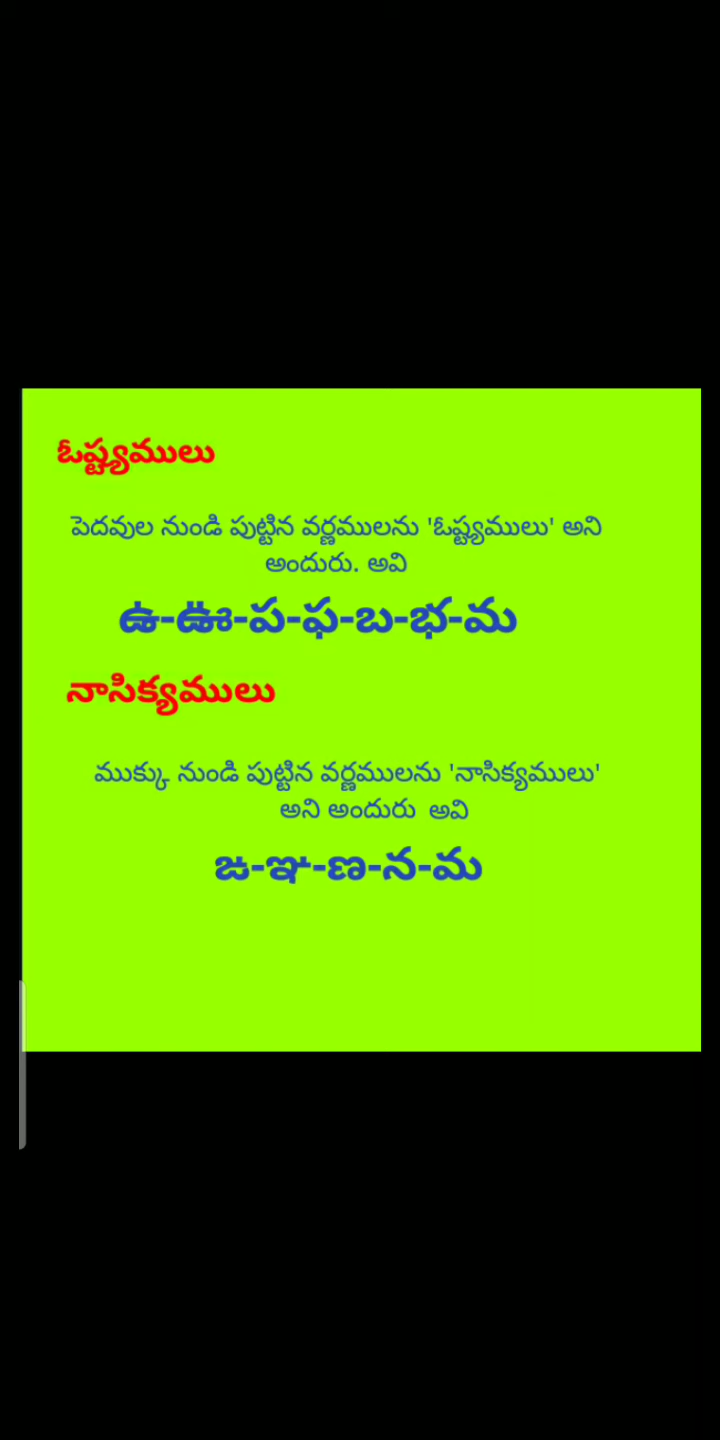 ఓష్ట్యములు
పెదవుల నుండి పుట్టిన వర్ణములను 'ఓష్ట్యములు' అని
అందురు. అవి
ఉ-ఊ-ప-ఫ-బ-భ-మ
నాసిక్యములు
ముక్కు నుండి పుట్టిన వర్ణములను 'నాసిక్యములు'
అని అందురు అవి
ఙ-ఞ-ణ-న-మ